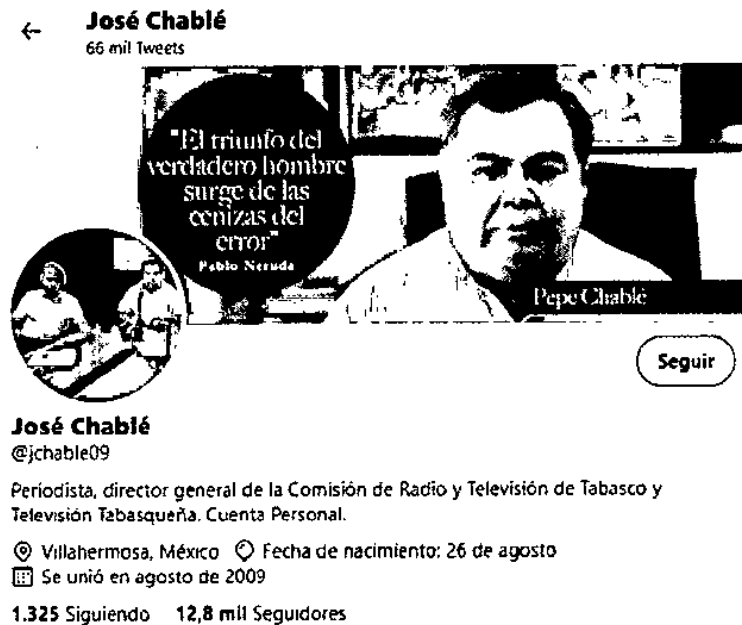 José Chablé
66 mil Tweets
"El triunfo del
verdadero hombre
surge de las
cenizas del
error"
Pablo Neruda
Pepe Chablé
Seguir
José Chablé
@jchable09
Periodista, director general de la Comisión de Radio y Televisión de Tabasco y
Televisión Tabasqueña. Cuenta Personal.
Villahermosa, México Fecha de nacimiento: 26 de agosto
Se unió en agosto de 2009
1.325 Siguiendo 12,8 mil Seguidores